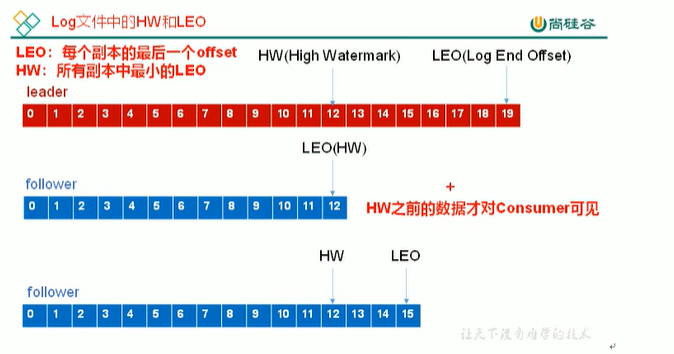 Log文件中的HW和LEO
尚硅谷
LEO：每个副本的最后一个offset
HW：所有副本中最小的LEO
HW(High Watermark)
LEO(Log End Offset)
leader
0 1 2 3 4 5 6 7 8 9 10 11 12 13 14 15 16 17 18 19
LEO(HW)
follower
0 1 2 3 4 5 6 7 8 9 10 11 12
HW之前的数据才对Consumer可见
HW LEO
follower
0 1 2 3 4 5 6 7 8 9 10 11 12 13 14 15
让天下没有难学的技术